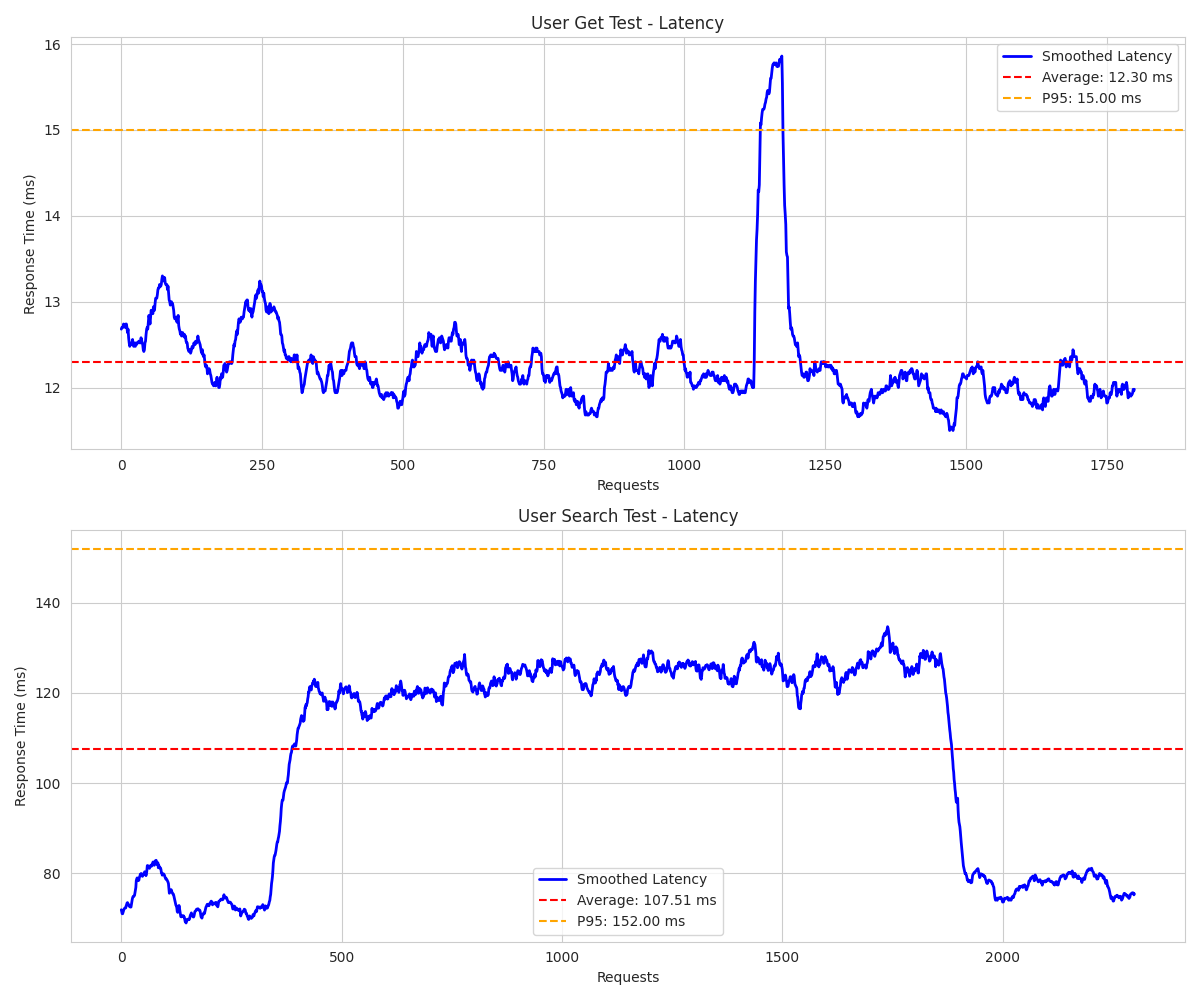 User Get Test - Latency
16
15
14
13
12
Response Time (ms)
Smoothed Latency
Average: 12.30 ms
P95: 15.00 ms
0 250 500 750 1000 1250 1500 1750
Requests
User Search Test - Latency
140
120
100
80
Response Time (ms)
Smoothed Latency
Average: 107.51 ms
P95: 152.00 ms
0 500 1000 1500 2000
Requests